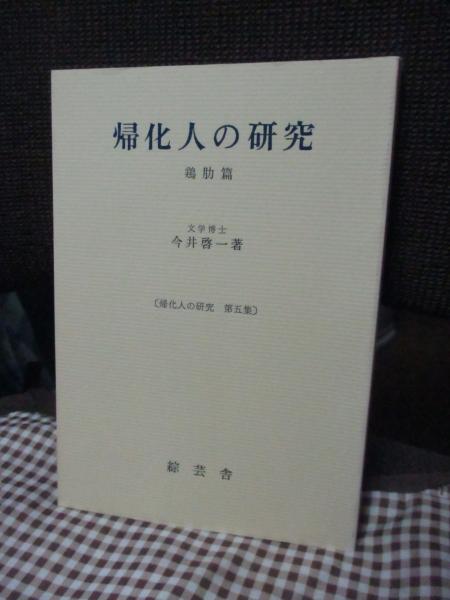 帰化人の研究
鶏肋篇
文学博士
今井啓一著
〔帰化人の研究　第五集〕
綜芸舎